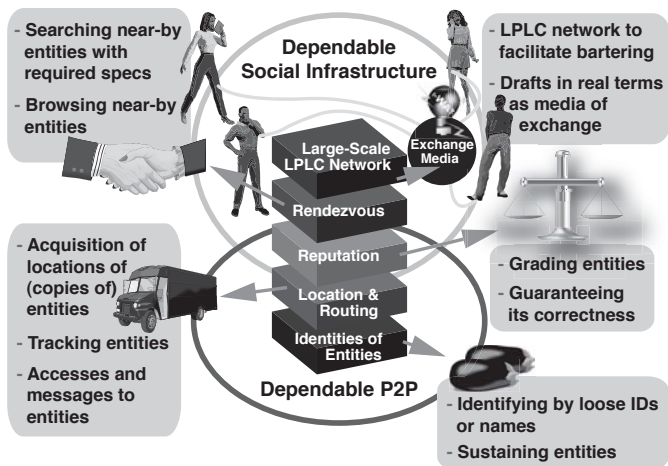 - Searching near-by
entities with
required specs
- Browsing near-by
entities
Dependable
Social Infrastructure
- LPLC network to
facilitate bartering
- Drafts in real terms
as media of
exchange
Large-Scale
LPLC Network
Exchange
Media
Rendezvous
Reputation
Location &
Routing
Identities of
Entities
- Acquisition of
locations of
(copies of)
entities
- Tracking entities
- Accesses and
messages to
entities
- Grading entities
- Guaranteeing
its correctness
Dependable P2P
- Identifying by loose IDs
or names
- Sustaining entities